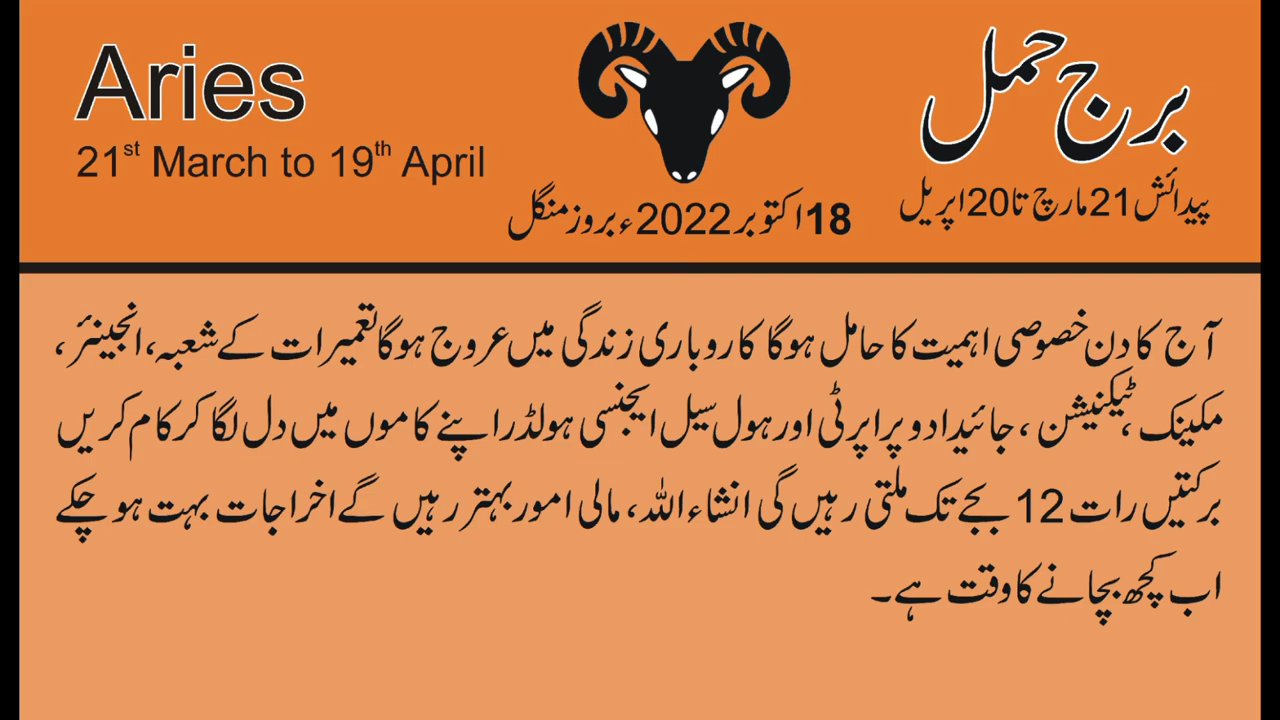 Aries
21st March to 19th April
برج حمل
پیدائش 21 مارچ تا 20 اپریل
18 اکتوبر 2022ء بروز منگل
آج کا دن خصوصی اہمیت کا حامل ہوگا کاروباری زندگی میں عروج ہوگا تعمیرات کے شعبہ، انجینئر،
مکینک، ٹیکنیشن، جائیداد و پراپرٹی اور ہول سیل ایجنسی ہولڈر اپنے کاموں میں دل لگا کر کام کریں
برکتیں رات 12 بجے تک ملتی رہیں گی انشاء اللہ، مالی امور بہتر رہیں گے اخراجات بہت ہو چکے
اب کچھ بچانے کا وقت ہے۔